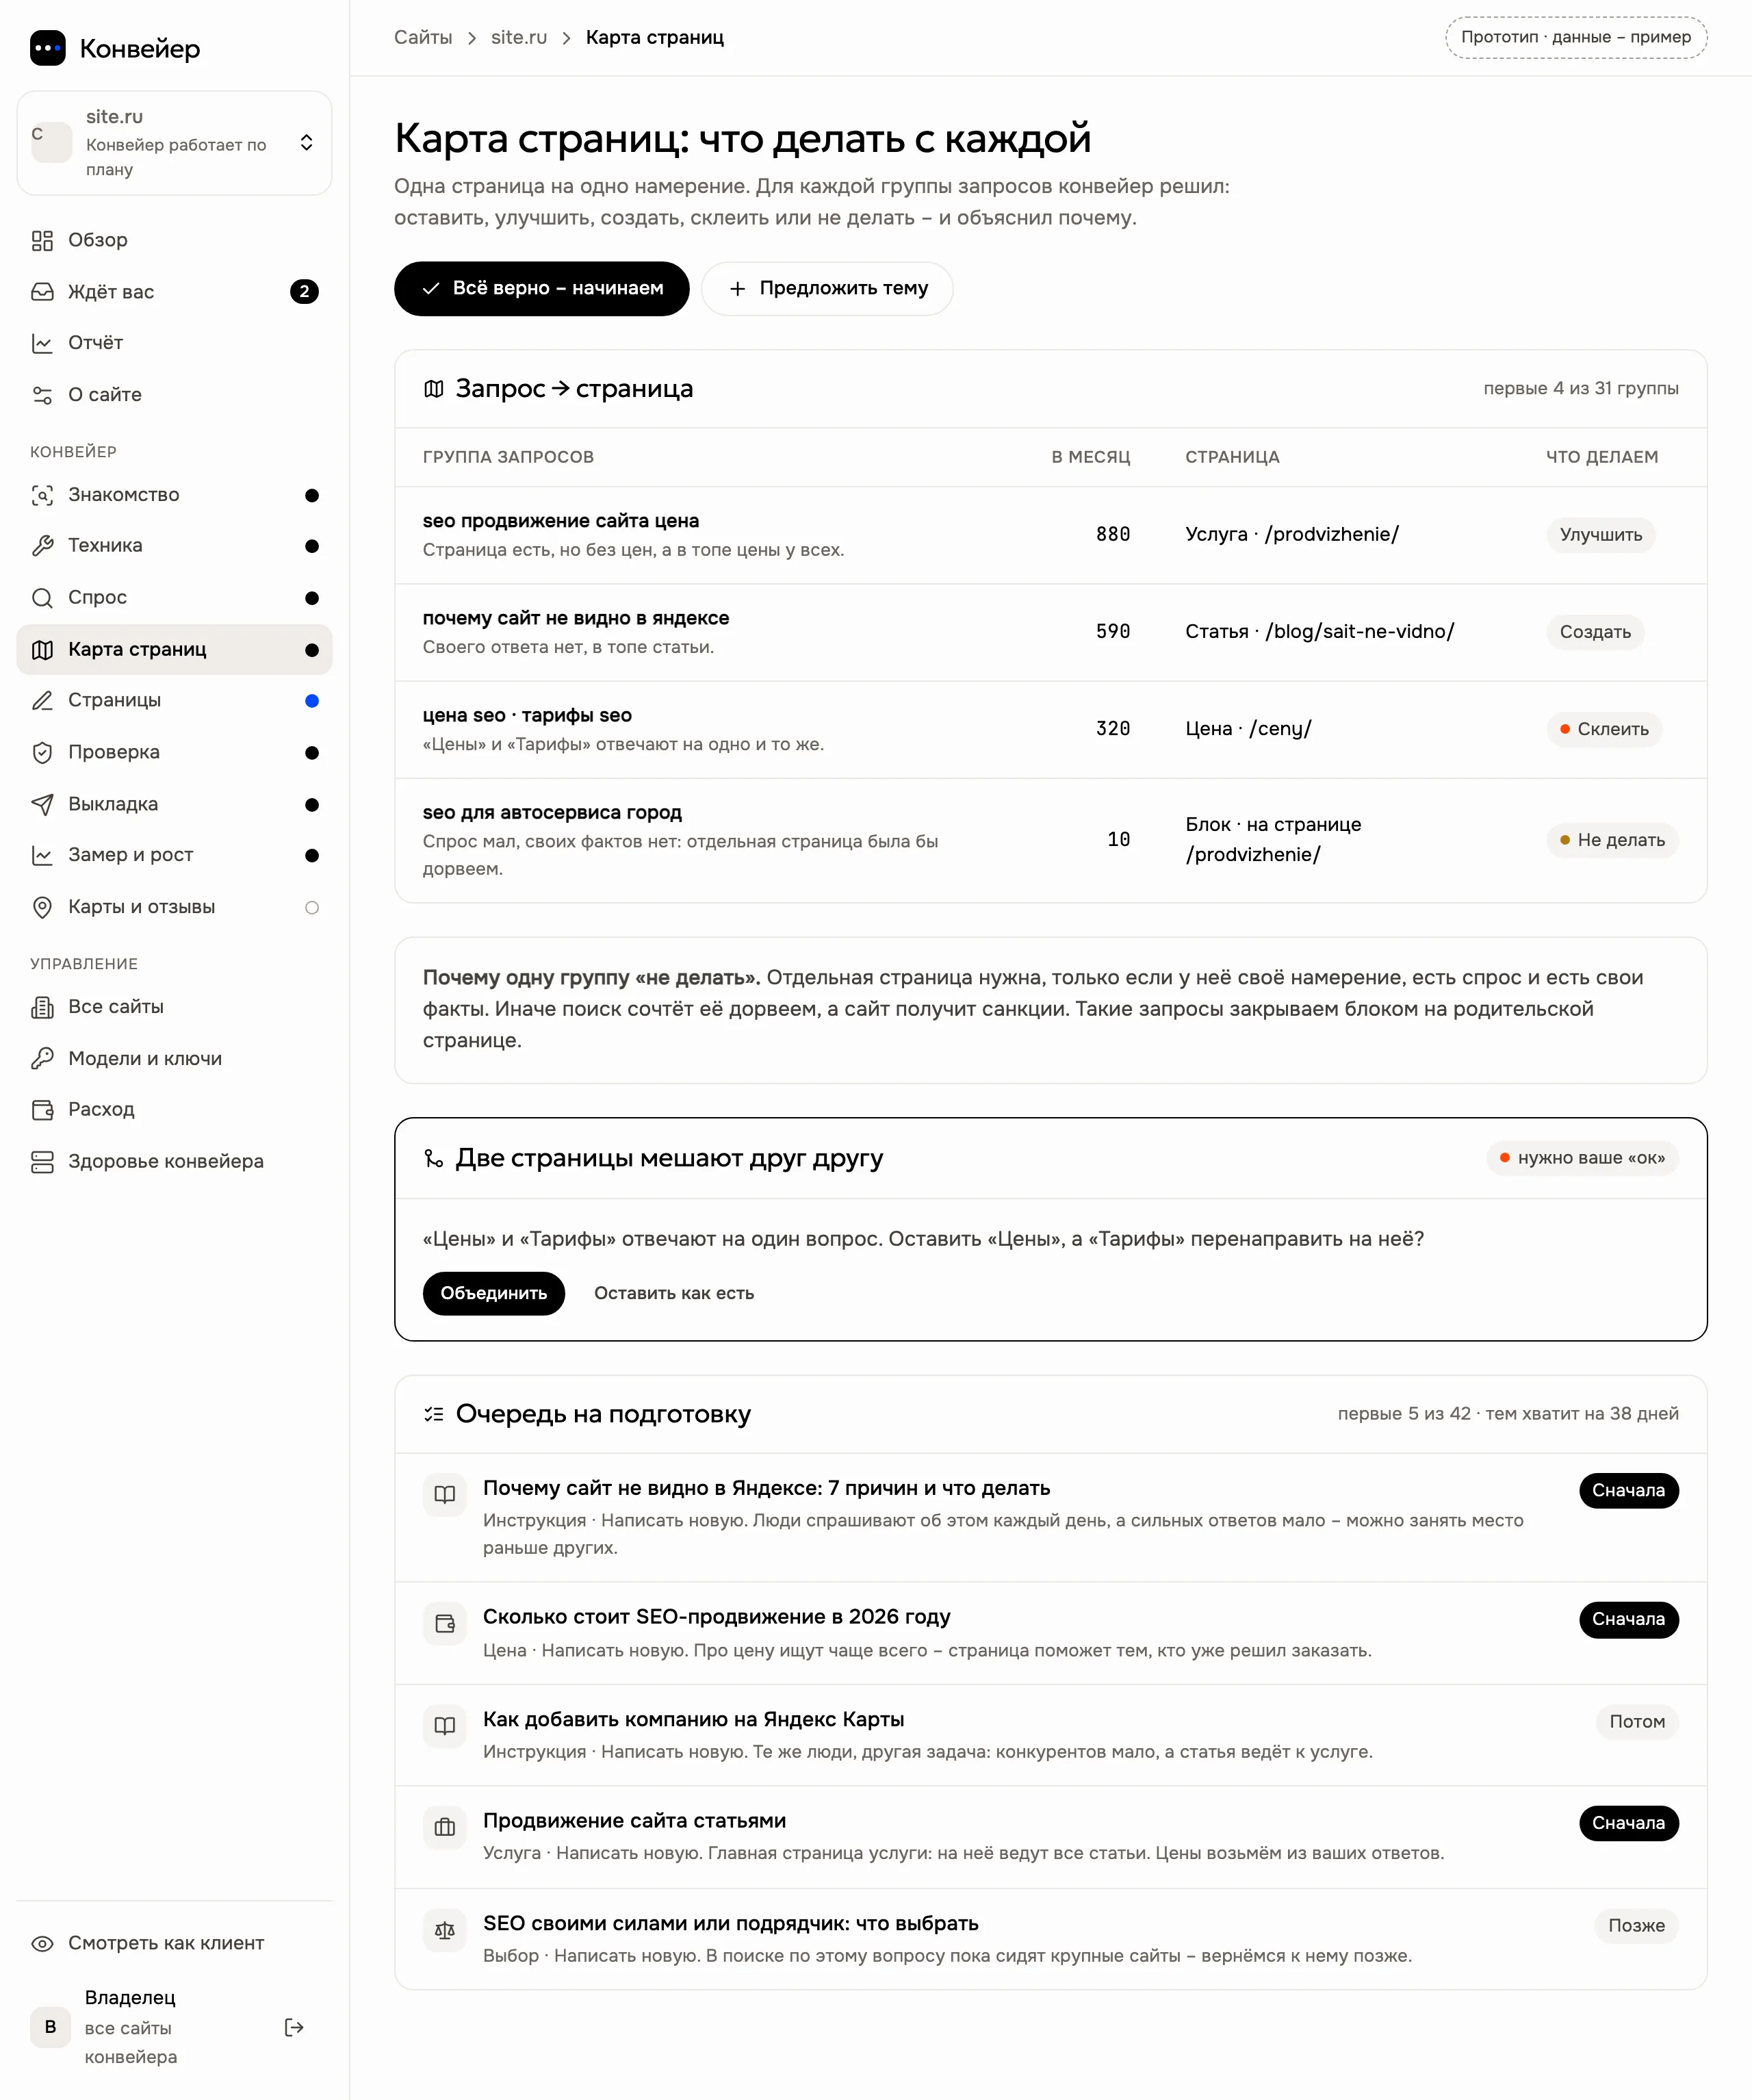 Конвейер
С
site.ru
Конвейер работает по
плану
Обзор
Ждёт вас
2
Отчёт
О сайте
КОНВЕЙЕР
Знакомство
Техника
Спрос
Карта страниц
Страницы
Проверка
Выкладка
Замер и рост
Карты и отзывы
УПРАВЛЕНИЕ
Все сайты
Модели и ключи
Расход
Здоровье конвейера
Смотреть как клиент
В
Владелец
все сайты
конвейера
Сайты > site.ru > Карта страниц
Прототип · данные – пример
Карта страниц: что делать с каждой
Одна страница на одно намерение. Для каждой группы запросов конвейер решил:
оставить, улучшить, создать, склеить или не делать – и объяснил почему.
Всё верно – начинаем
Предложить тему
Запрос → страница
первые 4 из 31 группы
ГРУППА ЗАПРОСОВ В МЕСЯЦ СТРАНИЦА ЧТО ДЕЛАЕМ
seo продвижение сайта цена
Страница есть, но без цен, а в топе цены у всех.
880
Услуга · /prodvizhenie/
Улучшить
почему сайт не видно в яндексе
Своего ответа нет, в топе статьи.
590
Статья · /blog/sait-ne-vidno/
Создать
цена seo · тарифы seo
«Цены» и «Тарифы» отвечают на одно и то же.
320
Цена · /ceny/
Склеить
seo для автосервиса город
Спрос мал, своих фактов нет: отдельная страница была бы
дорвеем.
10
Блок · на странице
/prodvizhenie/
Не делать
Почему одну группу «не делать». Отдельная страница нужна, только если у неё своё намерение, есть спрос и есть свои
факты. Иначе поиск сочтёт её дорвеем, а сайт получит санкции. Такие запросы закрываем блоком на родительской
странице.
Две страницы мешают друг другу
нужно ваше «ок»
«Цены» и «Тарифы» отвечают на один вопрос. Оставить «Цены», а «Тарифы» перенаправить на неё?
Объединить
Оставить как есть
Очередь на подготовку
первые 5 из 42 · тем хватит на 38 дней
Почему сайт не видно в Яндексе: 7 причин и что делать
Инструкция · Написать новую. Люди спрашивают об этом каждый день, а сильных ответов мало – можно занять место
раньше других.
Сначала
Сколько стоит SEO-продвижение в 2026 году
Цена · Написать новую. Про цену ищут чаще всего – страница поможет тем, кто уже решил заказать.
Сначала
Как добавить компанию на Яндекс Карты
Инструкция · Написать новую. Те же люди, другая задача: конкурентов мало, а статья ведёт к услуге.
Потом
Продвижение сайта статьями
Услуга · Написать новую. Главная страница услуги: на неё ведут все статьи. Цены возьмём из ваших ответов.
Сначала
SEO своими силами или подрядчик: что выбрать
Выбор · Написать новую. В поиске по этому вопросу пока сидят крупные сайты – вернёмся к нему позже.
Позже